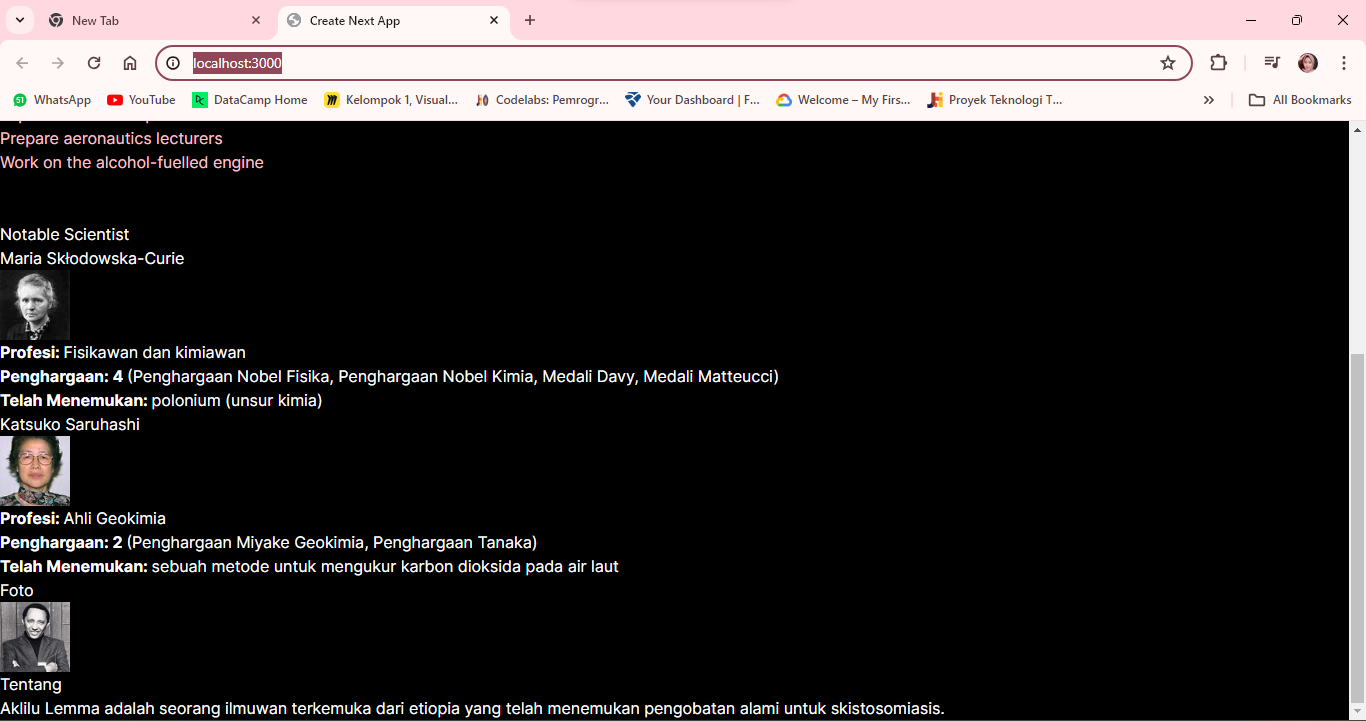 New Tab
Create Next App
localhost:3000
WhatsApp
YouTube
DataCamp Home
Kelompok 1, Visual...
Codelabs: Pemrogr...
Your Dashboard | F...
Welcome – My Firs...
Proyek Teknologi T...
All Bookmarks
Prepare aeronautics lecturers
Work on the alcohol-fuelled engine
Notable Scientist
Maria Skłodowska-Curie
Profesi: Fisikawan dan kimiawan
Penghargaan: 4 (Penghargaan Nobel Fisika, Penghargaan Nobel Kimia, Medali Davy, Medali Matteucci)
Telah Menemukan: polonium (unsur kimia)
Katsuko Saruhashi
Profesi: Ahli Geokimia
Penghargaan: 2 (Penghargaan Miyake Geokimia, Penghargaan Tanaka)
Telah Menemukan: sebuah metode untuk mengukur karbon dioksida pada air laut
Foto
Tentang
Aklilu Lemma adalah seorang ilmuwan terkemuka dari etiopia yang telah menemukan pengobatan alami untuk skistosomiasis.